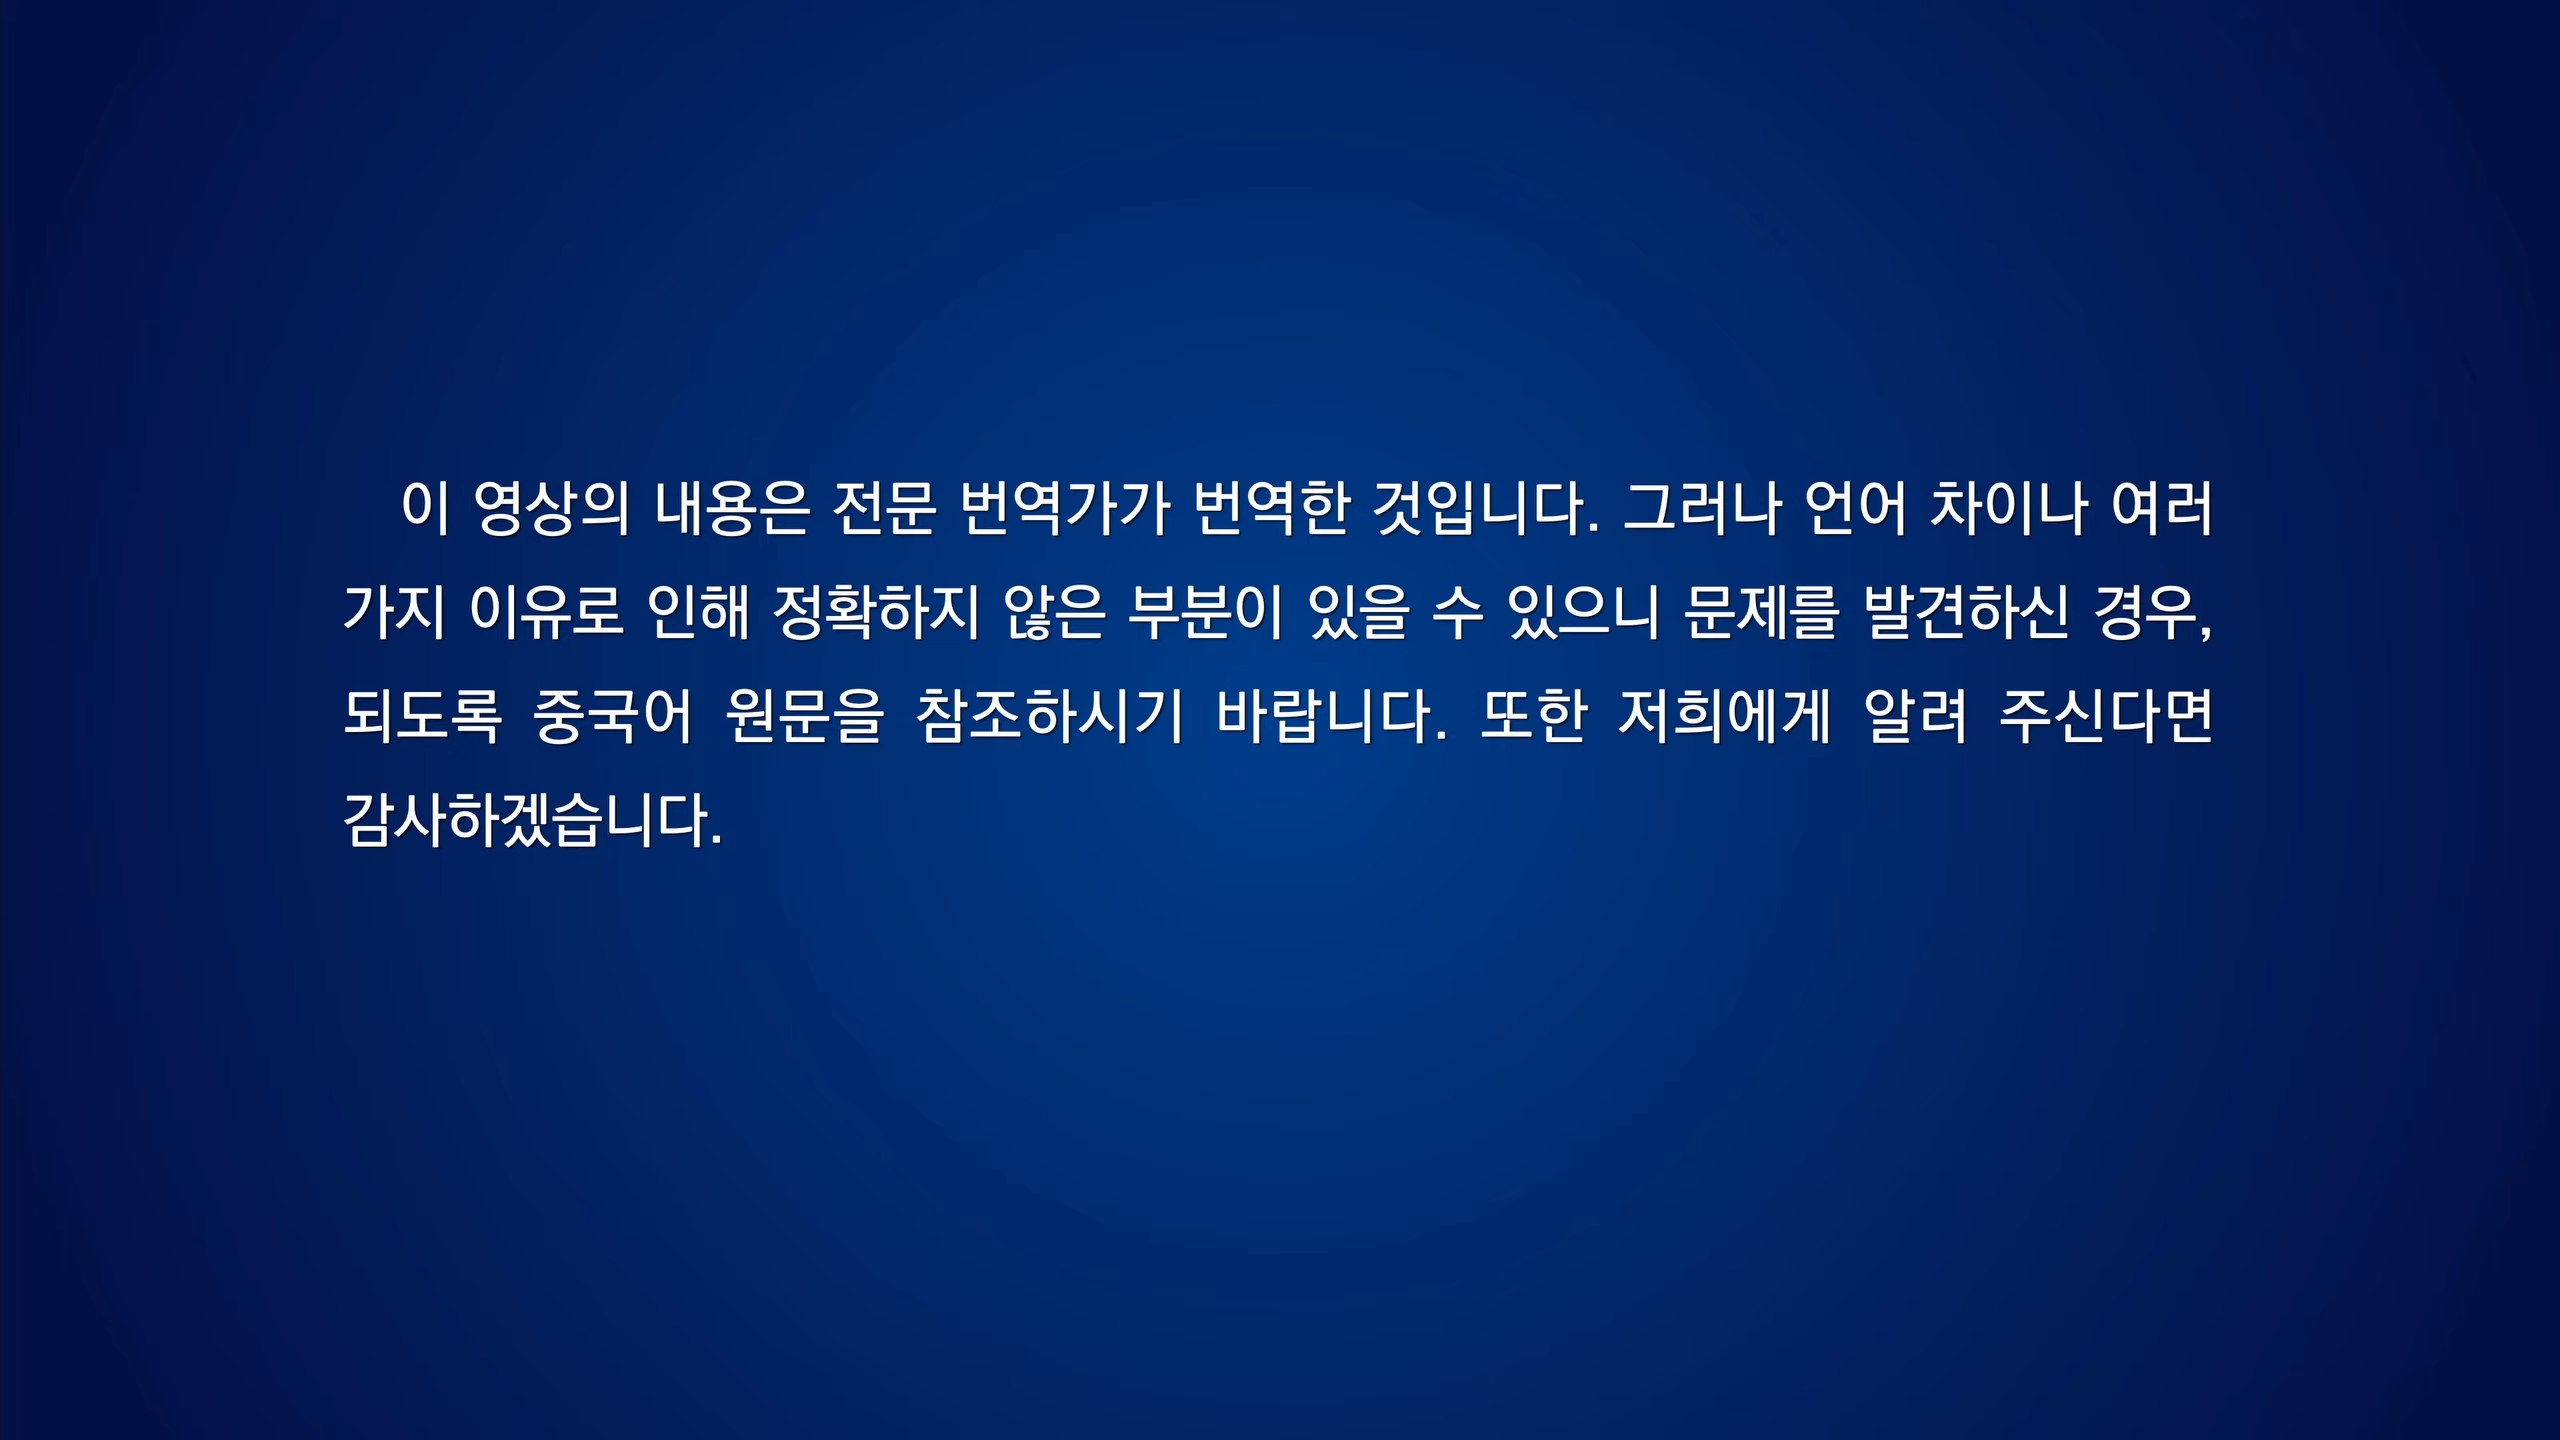 이 영상의 내용은 전문 번역가가 번역한 것입니다. 그러나 언어 차이나 여러
가지 이유로 인해 정확하지 않은 부분이 있을 수 있으니 문제를 발견하신 경우,
되도록 중국어 원문을 참조하시기 바랍니다. 또한 저희에게 알려 주신다면
감사하겠습니다.